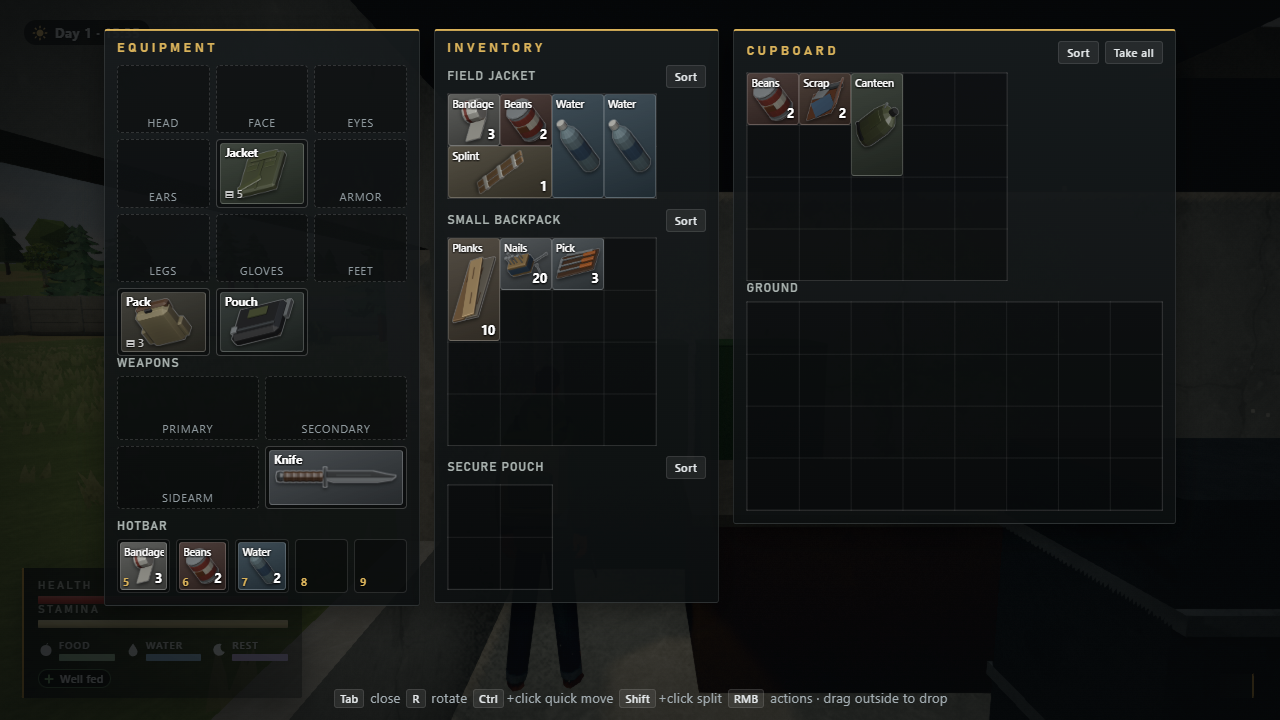 Day 1 ·
EQUIPMENT
HEAD
FACE
EYES
EARS
Jacket
5
ARMOR
LEGS
GLOVES
FEET
Pack
3
Pouch
WEAPONS
PRIMARY
SECONDARY
SIDEARM
Knife
HOTBAR
Bandage
5
3
Beans
6
2
Water
7
2
8
9
INVENTORY
FIELD JACKET
Sort
Bandage
3
Beans
2
Water
Water
Splint
1
SMALL BACKPACK
Sort
Planks
10
Nails
20
Pick
3
SECURE POUCH
Sort
CUPBOARD
Sort
Take all
Beans
2
Scrap
2
Canteen
GROUND
HEALTH
STAMINA
FOOD
WATER
REST
+ Well fed
Tab close R rotate Ctrl +click quick move Shift +click split RMB actions · drag outside to drop